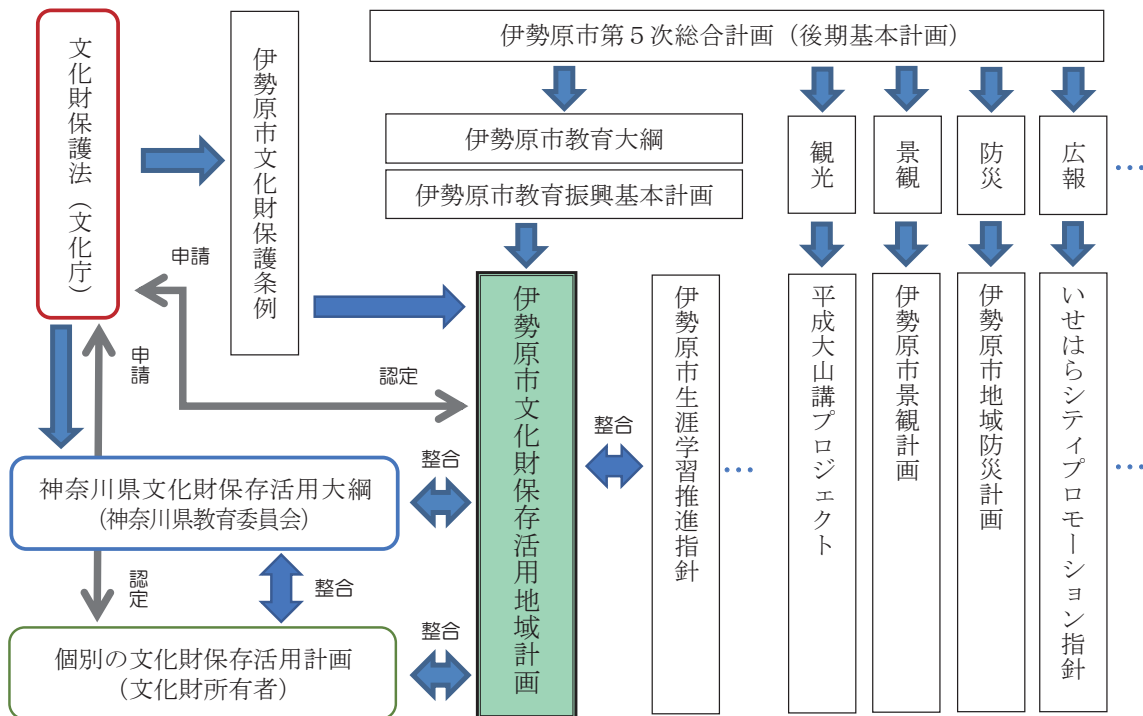 伊勢原市第５次総合計画（後期基本計画）
文化財保護法（文化庁）
伊勢原市文化財保護条例
伊勢原市教育大綱
伊勢原市教育振興基本計画
観光
景観
防災
広報
…
申請
申請
認定
伊勢原市文化財保存活用地域計画
整合
伊勢原市生涯学習推進指針
…
平成大山講プロジェクト
伊勢原市景観計画
伊勢原市地域防災計画
いせはらシティプロモーション指針
…
神奈川県文化財保存活用大綱
（神奈川県教育委員会）
整合
認定
整合
個別の文化財保存活用計画
（文化財所有者）
整合